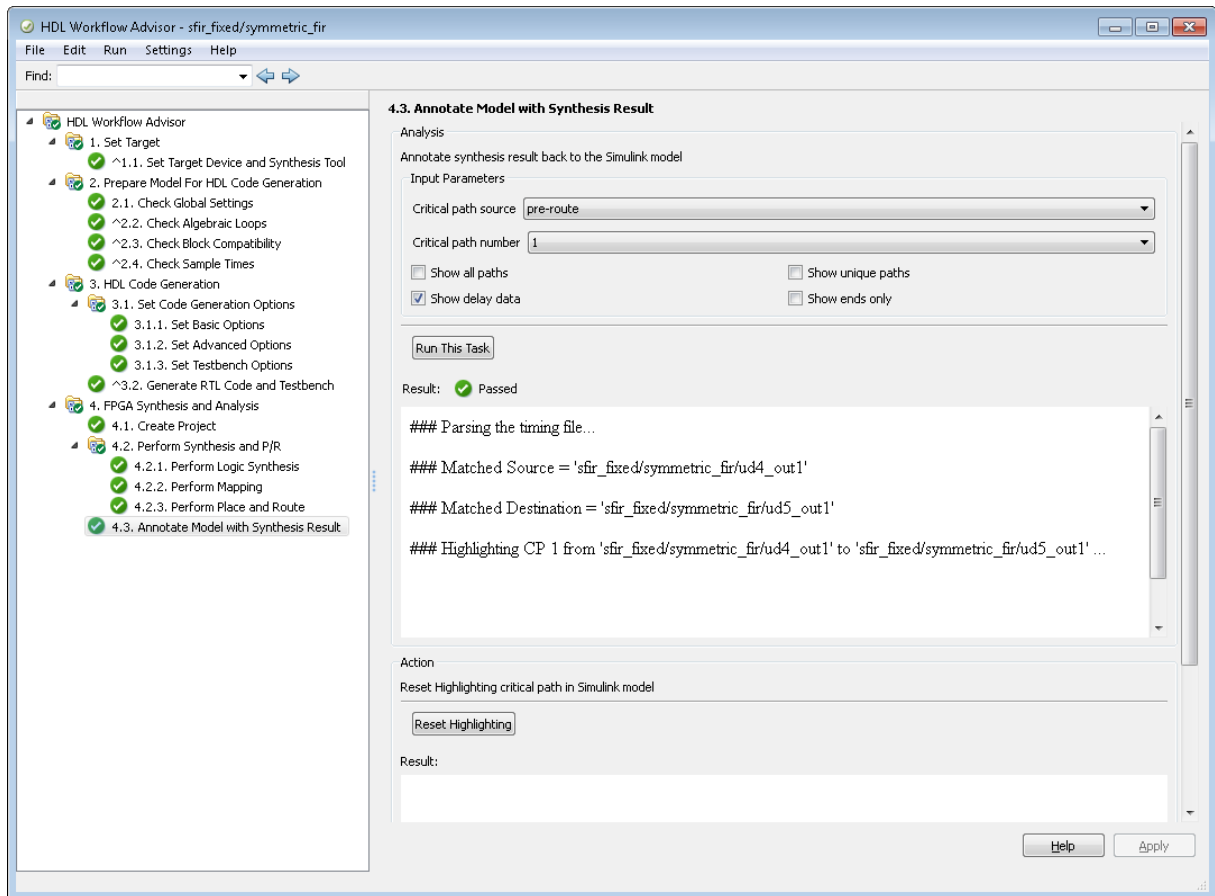 HDL Workflow Advisor - sfir_fixed/symmetric_fir
File Edit Run Settings Help
Find:
HDL Workflow Advisor
1. Set Target
^1.1. Set Target Device and Synthesis Tool
2. Prepare Model For HDL Code Generation
2.1. Check Global Settings
^2.2. Check Algebraic Loops
^2.3. Check Block Compatibility
^2.4. Check Sample Times
3. HDL Code Generation
3.1. Set Code Generation Options
3.1.1. Set Basic Options
3.1.2. Set Advanced Options
3.1.3. Set Testbench Options
^3.2. Generate RTL Code and Testbench
4. FPGA Synthesis and Analysis
4.1. Create Project
4.2. Perform Synthesis and P/R
4.2.1. Perform Logic Synthesis
4.2.2. Perform Mapping
4.2.3. Perform Place and Route
4.3. Annotate Model with Synthesis Result
4.3. Annotate Model with Synthesis Result
Analysis
Annotate synthesis result back to the Simulink model
Input Parameters
Critical path source pre-route
Critical path number 1
Show all paths Show unique paths
Show delay data Show ends only
Run This Task
Result: Passed
### Parsing the timing file...
### Matched Source = 'sfir_fixed/symmetric_fir/ud4_out1'
### Matched Destination = 'sfir_fixed/symmetric_fir/ud5_out1'
### Highlighting CP 1 from 'sfir_fixed/symmetric_fir/ud4_out1' to 'sfir_fixed/symmetric_fir/ud5_out1' ...
Action
Reset Highlighting critical path in Simulink model
Reset Highlighting
Result:
Help Apply